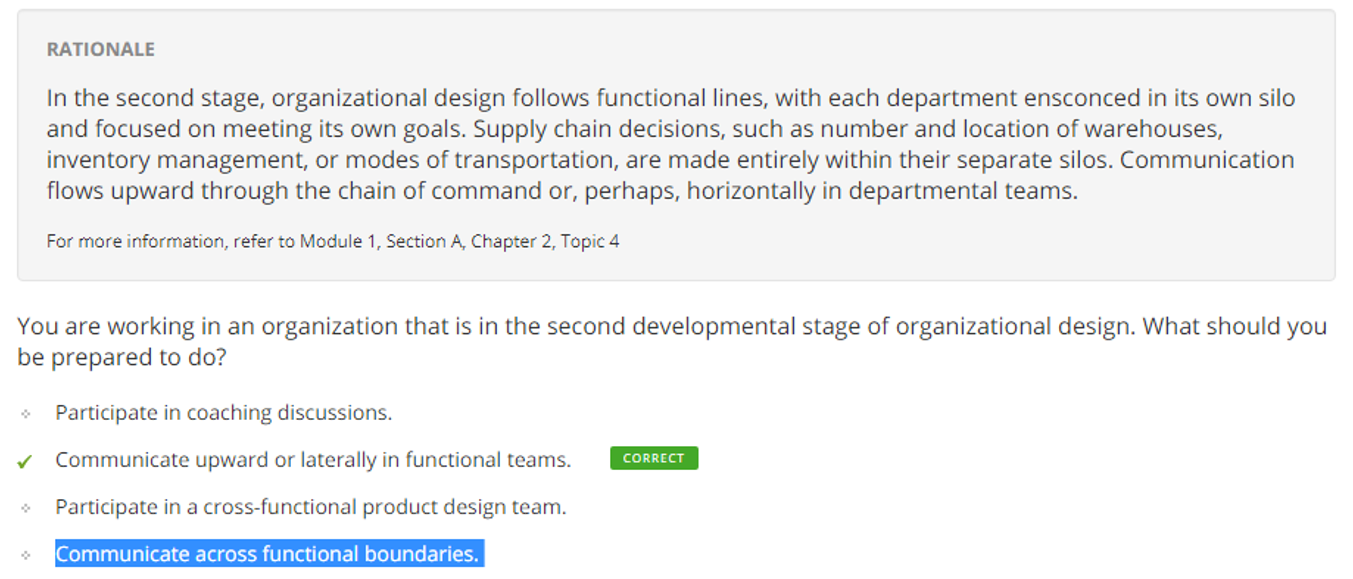 RATIONALE
In the second stage, organizational design follows functional lines, with each department ensconced in its own silo
and focused on meeting its own goals. Supply chain decisions, such as number and location of warehouses,
inventory management, or modes of transportation, are made entirely within their separate silos. Communication
flows upward through the chain of command or, perhaps, horizontally in departmental teams.
For more information, refer to Module 1, Section A, Chapter 2, Topic 4
You are working in an organization that is in the second developmental stage of organizational design. What should you
be prepared to do?
Participate in coaching discussions.
Communicate upward or laterally in functional teams. CORRECT
Participate in a cross-functional product design team.
Communicate across functional boundaries.